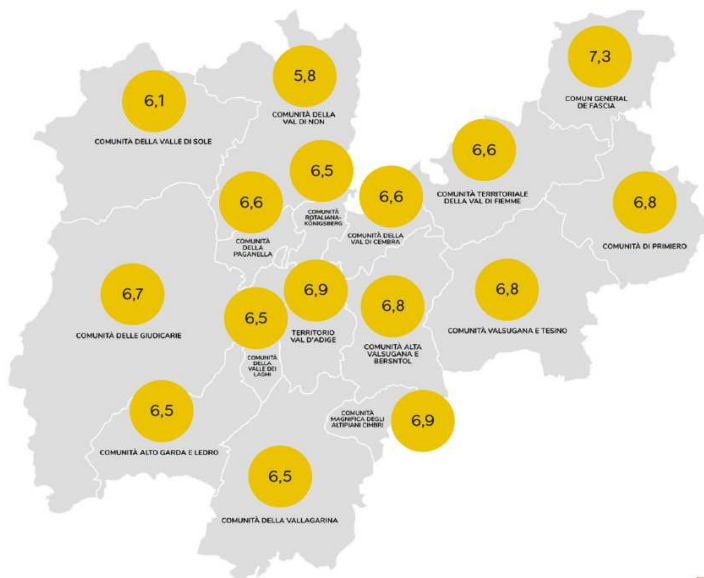 7,3
COMUN GENERAL
DE FASCIA
5,8
COMUNITÀ DELLA
VAL DI NON
6,1
COMUNITÀ DELLA VALLE DI SOLE
6,6
COMUNITÀ TERRITORIALE
DELLA VAL DI FIEMME
6,5
COMUNITÀ
ROTALIANA-
KÖNIGSBERG
6,6
COMUNITÀ DELLA
VAL DI CEMBRA
6,6
COMUNITÀ
DELLA
PAGANELLA
6,8
COMUNITÀ DI PRIMIERO
6,7
COMUNITÀ DELLE GIUDICARIE
6,9
TERRITORIO
VAL D'ADIGE
6,5
COMUNITÀ
DELLA
VALLE DEI
LAGHI
6,8
COMUNITÀ ALTA
VALSUGANA E
BERSNTOL
6,8
COMUNITÀ VALSUGANA E TESINO
6,5
COMUNITÀ ALTO GARDA E LEDRO
COMUNITÀ
MAGNIFICA DEGLI
ALTIPIANI CIMBRI
6,9
6,5
COMUNITÀ DELLA VALLAGARINA